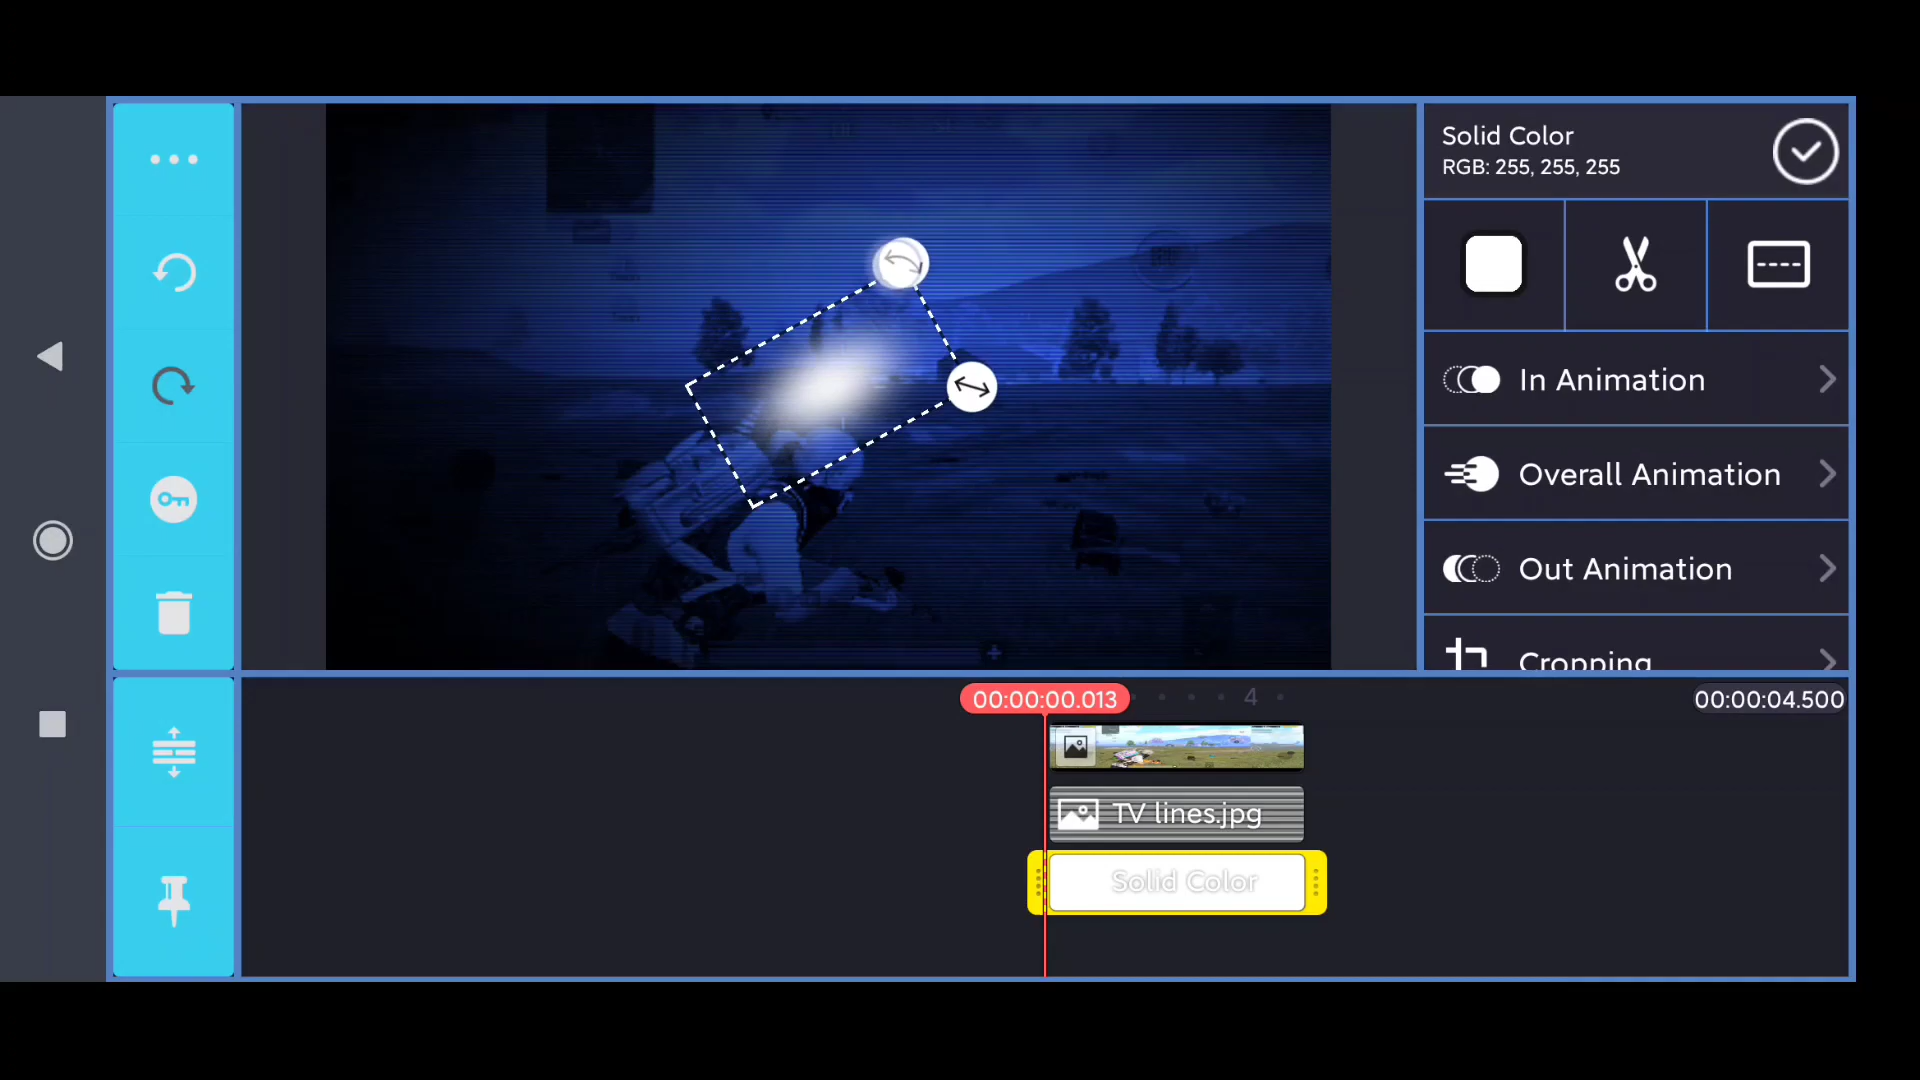 Solid Color
RGB: 255, 255, 255
In Animation
Overall Animation
Out Animation
Cropping
00:00:00.013
4
00:00:04.500
TV lines.jpg
Solid Color